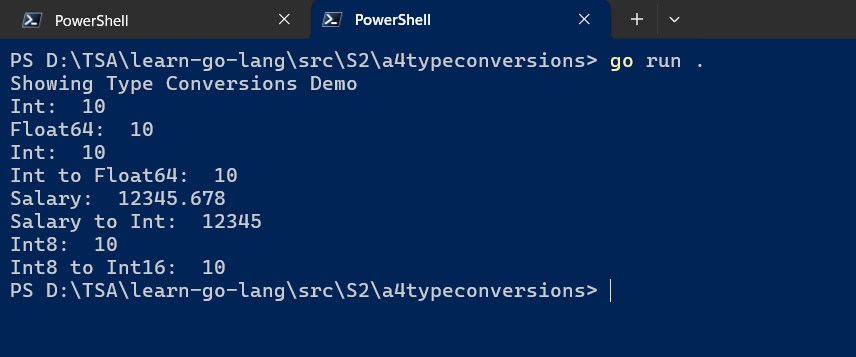 PowerShell
PowerShell
PS D:\TSA\learn-go-lang\src\S2\a4typeconversions> go run .
Showing Type Conversions Demo
Int:  10
Float64:  10
Int:  10
Int to Float64:  10
Salary:  12345.678
Salary to Int:  12345
Int8:  10
Int8 to Int16:  10
PS D:\TSA\learn-go-lang\src\S2\a4typeconversions>